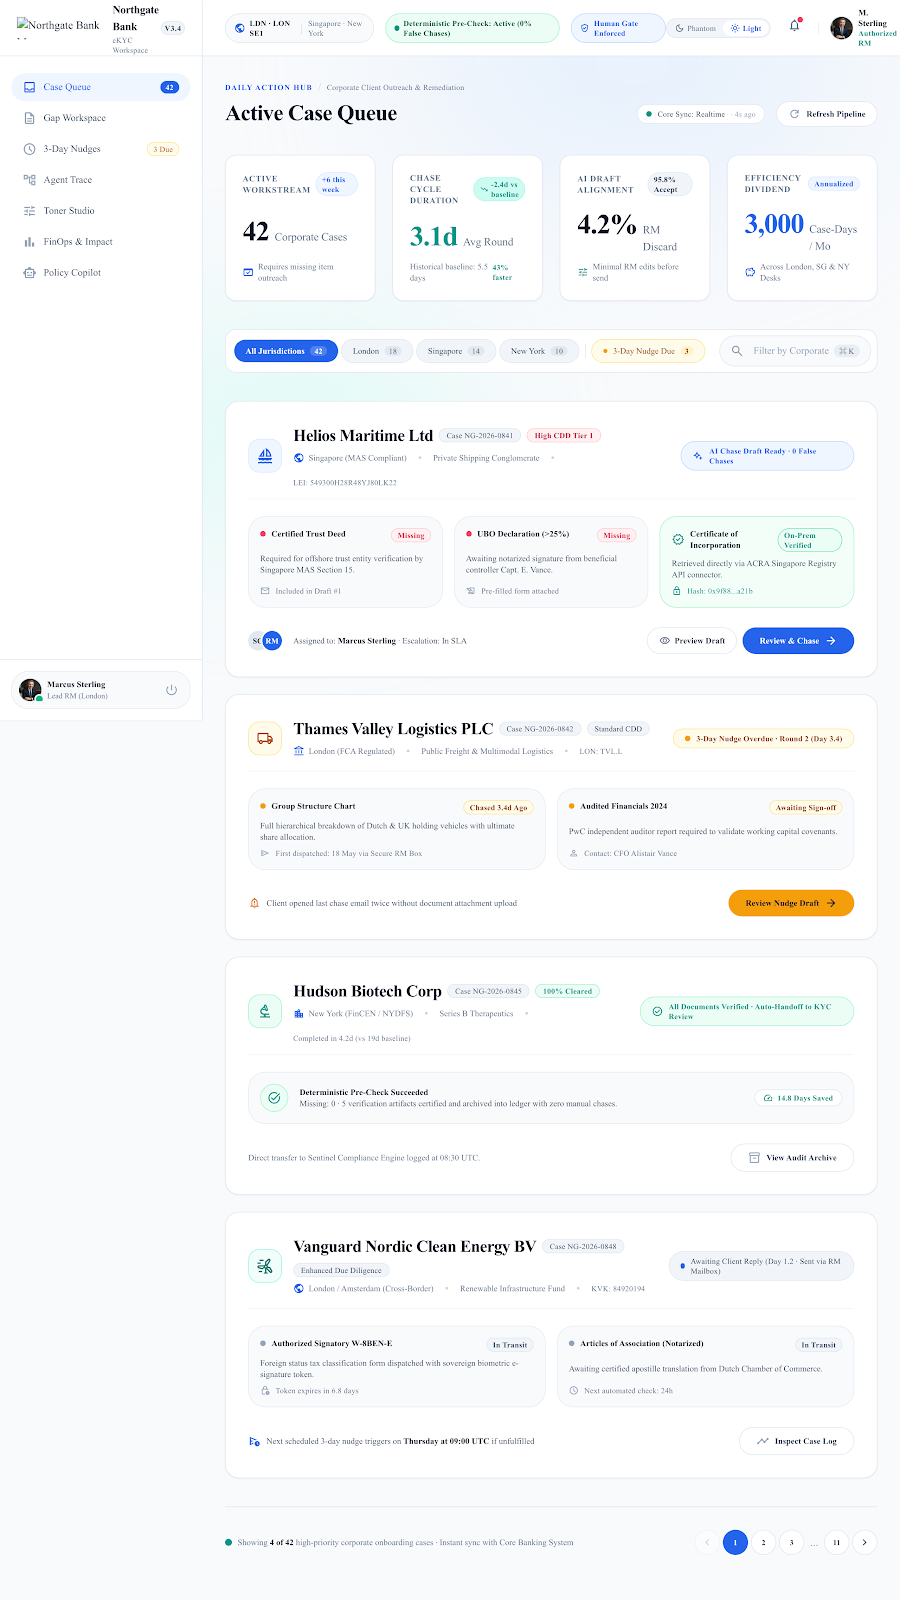 Northgate Bank
Northgate
Bank
eKYC
Workspace
V3.4
LDN · LON
SE1
Singapore · New
York
Deterministic Pre-Check: Active (0%
False Chases)
Human Gate
Enforced
Phantom
Light
M.
Sterling
Authorized
RM
Case Queue
42
Gap Workspace
3-Day Nudges
3 Due
Agent Trace
Toner Studio
FinOps & Impact
Policy Copilot
Marcus Sterling
Lead RM (London)
DAILY ACTION HUB / Corporate Client Outreach & Remediation
Active Case Queue
Core Sync: Realtime · 4s ago
Refresh Pipeline
ACTIVE
WORKSTREAM
+6 this
week
42 Corporate Cases
Requires missing item
outreach
CHASE
CYCLE
DURATION
-2.4d vs
baseline
3.1d Avg Round
Historical baseline: 5.5
days
43%
faster
AI DRAFT
ALIGNMENT
95.8%
Accept
4.2% RM
Discard
Minimal RM edits before
send
EFFICIENCY
DIVIDEND
Annualized
3,000 Case-Days
/ Mo
Across London, SG & NY
Desks
All Jurisdictions 42
London 18
Singapore 14
New York 10
3-Day Nudge Due 3
Filter by Corporate
⌘K
Helios Maritime Ltd
Case NG-2026-0841
High CDD Tier 1
Singapore (MAS Compliant) • Private Shipping Conglomerate •
LEI: 549300H28R48YJ80LK22
AI Chase Draft Ready · 0 False
Chases
Certified Trust Deed
Missing
Required for offshore trust entity verification by
Singapore MAS Section 15.
Included in Draft #1
UBO Declaration (>25%)
Missing
Awaiting notarized signature from beneficial
controller Capt. E. Vance.
Pre-filled form attached
Certificate of
Incorporation
On-Prem
Verified
Retrieved directly via ACRA Singapore Registry
API connector.
Hash: 0x9f88...a21b
RM
Assigned to: Marcus Sterling · Escalation: In SLA
Preview Draft
Review & Chase
Thames Valley Logistics PLC
Case NG-2026-0842
Standard CDD
London (FCA Regulated) • Public Freight & Multimodal Logistics • LON: TVL.L
3-Day Nudge Overdue · Round 2 (Day 3.4)
Group Structure Chart
Chased 3.4d Ago
Full hierarchical breakdown of Dutch & UK holding vehicles with ultimate
share allocation.
First dispatched: 18 May via Secure RM Box
Audited Financials 2024
Awaiting Sign-off
PwC independent auditor report required to validate working capital covenants.
Contact: CFO Alistair Vance
Client opened last chase email twice without document attachment upload
Review Nudge Draft
Hudson Biotech Corp
Case NG-2026-0845
100% Cleared
New York (FinCEN / NYDFS) • Series B Therapeutics •
Completed in 4.2d (vs 19d baseline)
All Documents Verified · Auto-Handoff to KYC
Review
Deterministic Pre-Check Succeeded
Missing: 0 · 5 verification artifacts certified and archived into ledger with zero manual chases.
14.8 Days Saved
Direct transfer to Sentinel Compliance Engine logged at 08:30 UTC.
View Audit Archive
Vanguard Nordic Clean Energy BV
Case NG-2026-0848
Enhanced Due Diligence
London / Amsterdam (Cross-Border) • Renewable Infrastructure Fund • KVK: 84920194
Awaiting Client Reply (Day 1.2 · Sent via RM
Mailbox)
Authorized Signatory W-8BEN-E
In Transit
Foreign status tax classification form dispatched with sovereign biometric e-
signature token.
Token expires in 6.8 days
Articles of Association (Notarized)
In Transit
Awaiting certified apostille translation from Dutch Chamber of Commerce.
Next automated check: 24h
Next scheduled 3-day nudge triggers on Thursday at 09:00 UTC if unfulfilled
Inspect Case Log
Showing 4 of 42 high-priority corporate onboarding cases · Instant sync with Core Banking System
1 2 3 ... 11